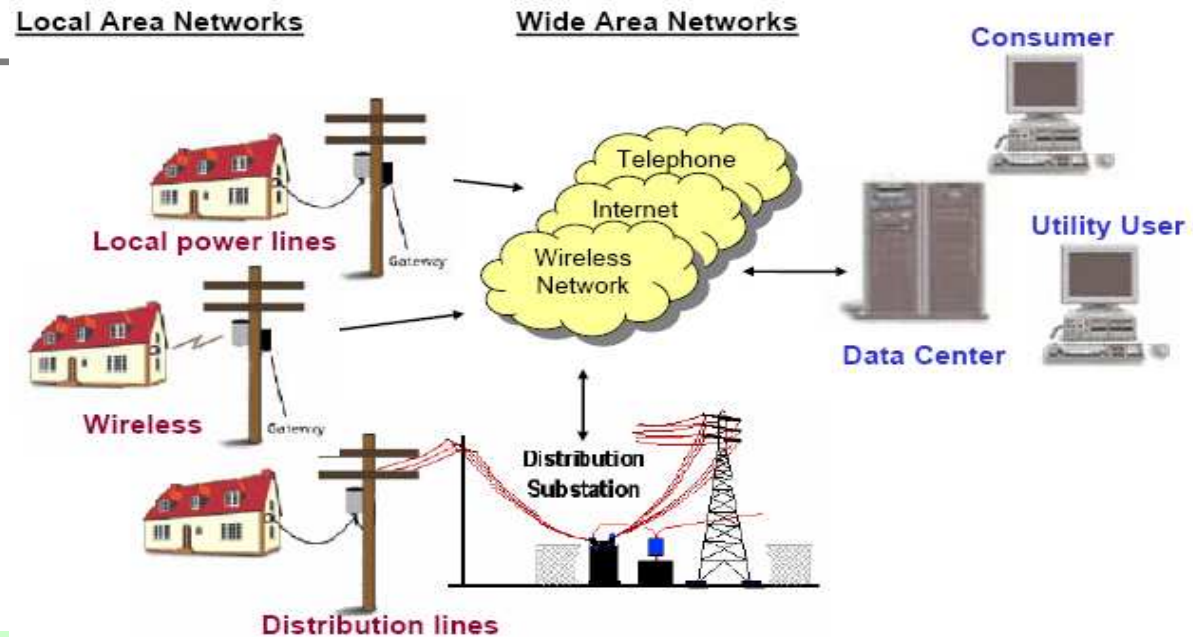 Local Area Networks
Wide Area Networks
Consumer
Telephone
Internet
Wireless
Network
Local power lines
Gateway
Utility User
Data Center
Wireless
Gateway
Distribution
Substation
Distribution lines